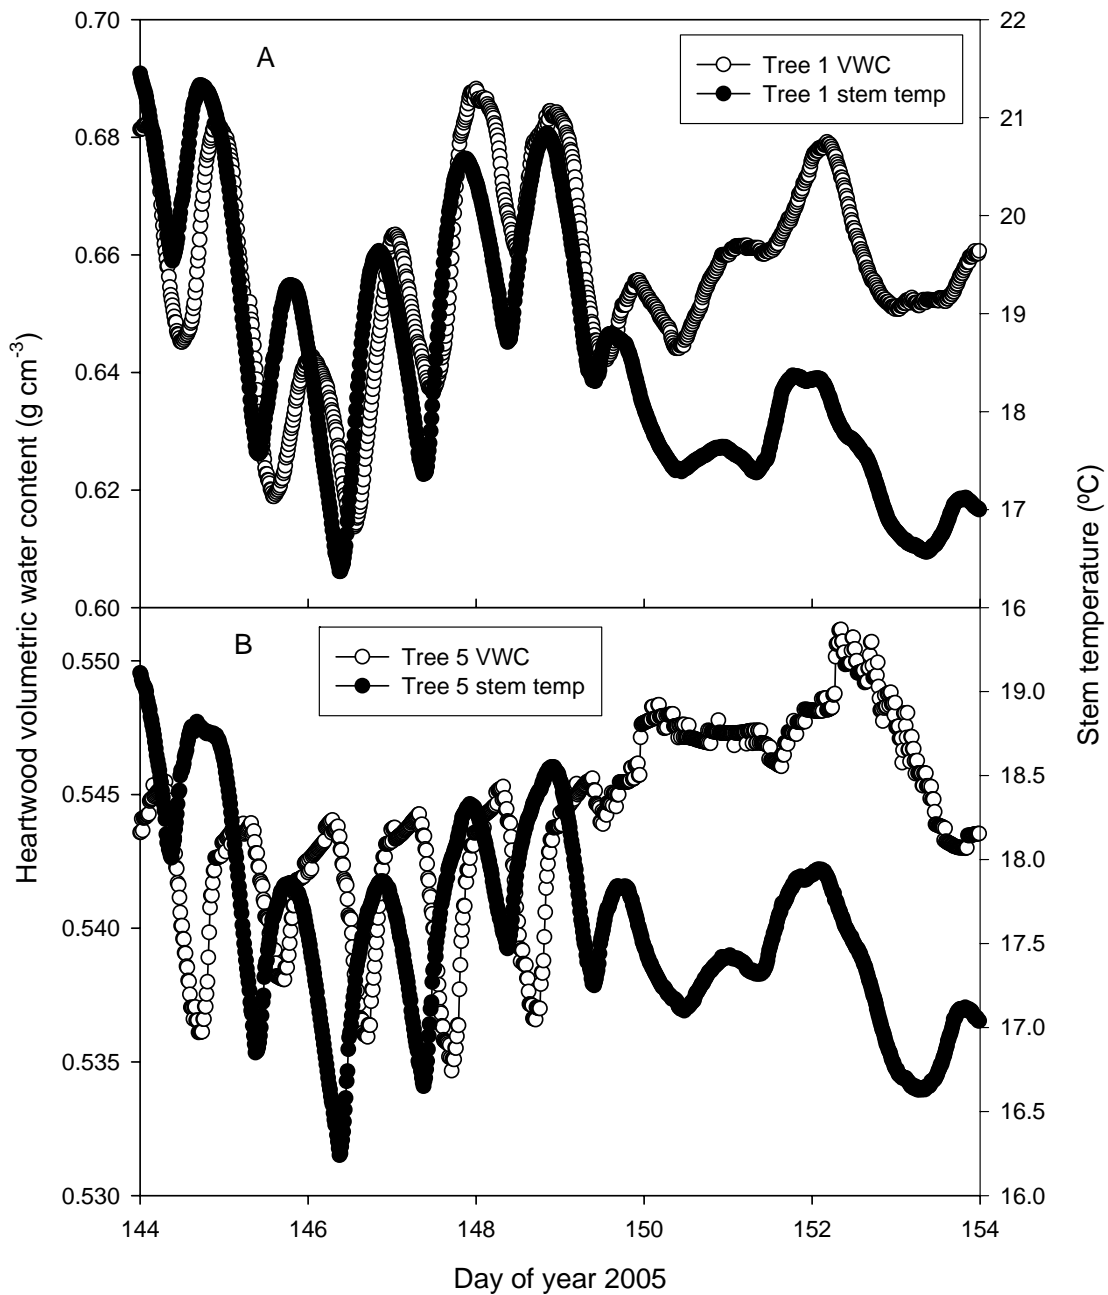 0.70
0.68
0.66
0.64
0.62
0.60
22
21
20
19
18
17
16
A
Tree 1 VWC
Tree 1 stem temp
Heartwood volumetric water content (g cm-3)
Stem temperature (ºC)
B
Tree 5 VWC
Tree 5 stem temp
0.550
0.545
0.540
0.535
0.530
19.0
18.5
18.0
17.5
17.0
16.5
16.0
144 146 148 150 152 154
Day of year 2005